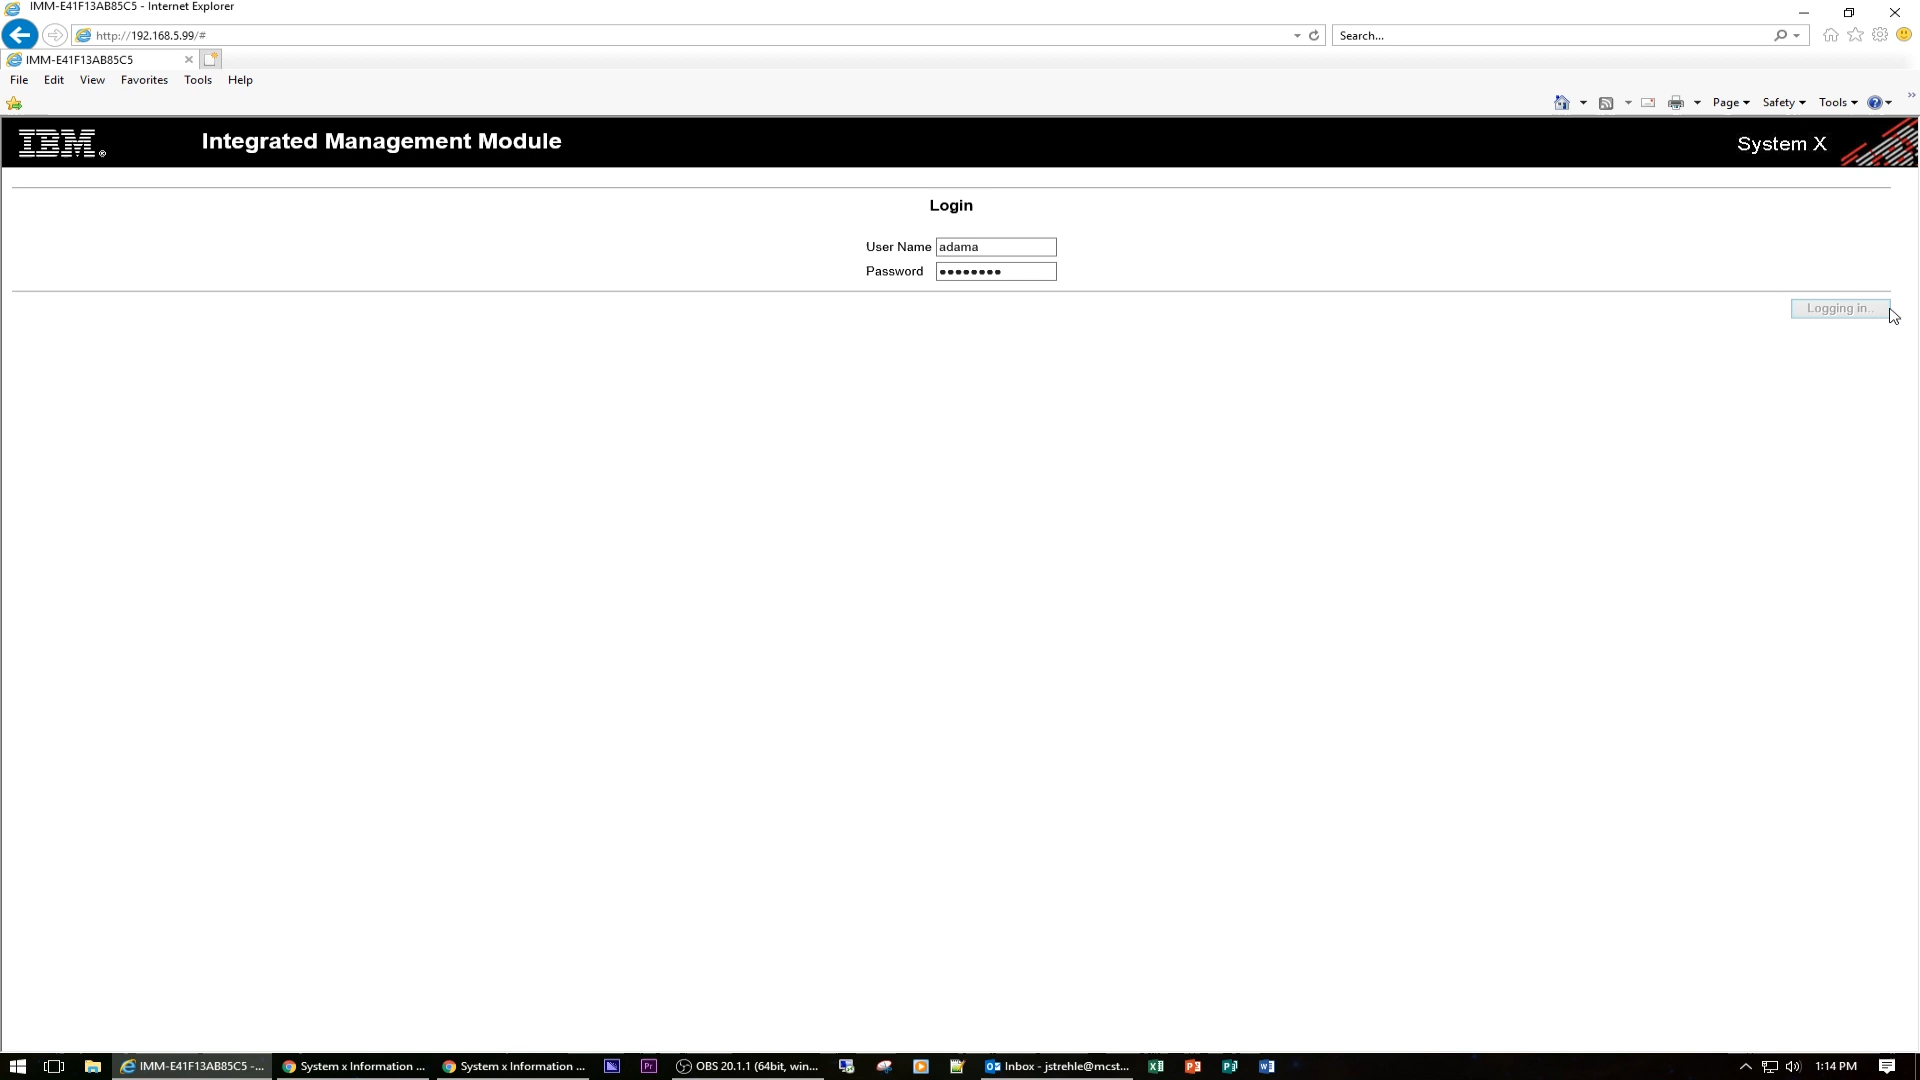 IMM-E41F13AB85C5 - Internet Explorer
http://192.168.5.99/#
Search...
IMM-E41F13AB85C5
File Edit View Favorites Tools Help
Page Safety Tools
IBM®
Integrated Management Module
System X
Login
User Name adama
Password ••••••••
Logging in..
IMM-E41F13AB85C5 -... System x Information ... System x Information ... Pr OBS 20.1.1 (64bit, win... Inbox - jstrehle@mcst... 1:14 PM